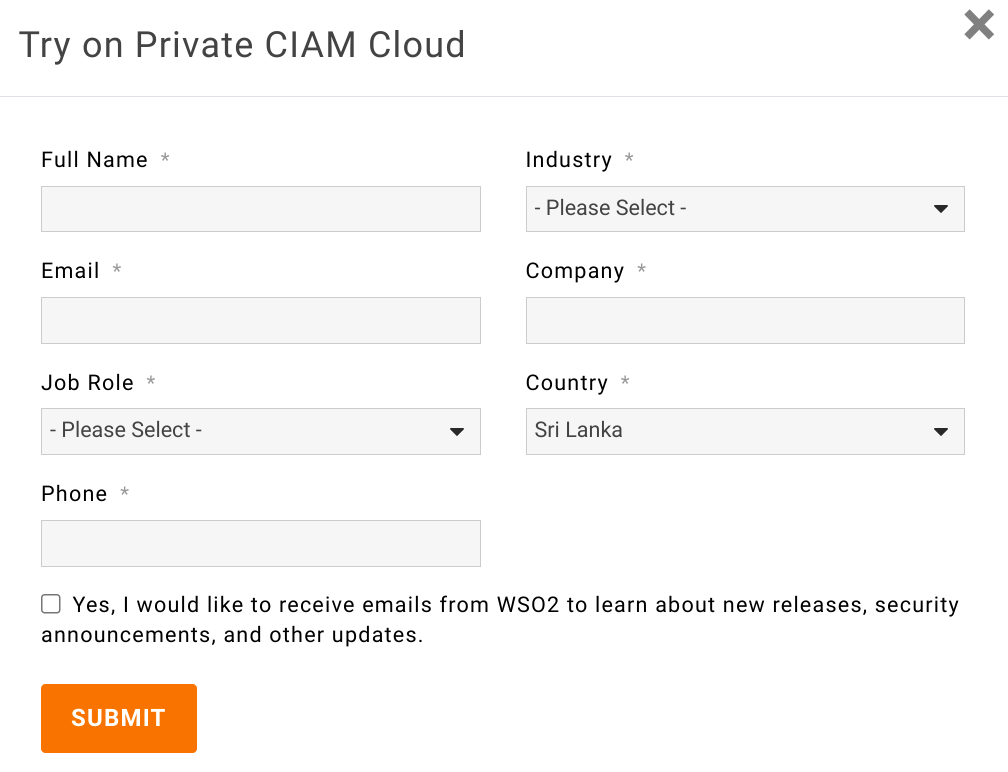 Try on Private CIAM Cloud
Full Name *
Industry *
- Please Select -
Email *
Company *
Job Role *
- Please Select -
Country *
Sri Lanka
Phone *
Yes, I would like to receive emails from WSO2 to learn about new releases, security
announcements, and other updates.
SUBMIT